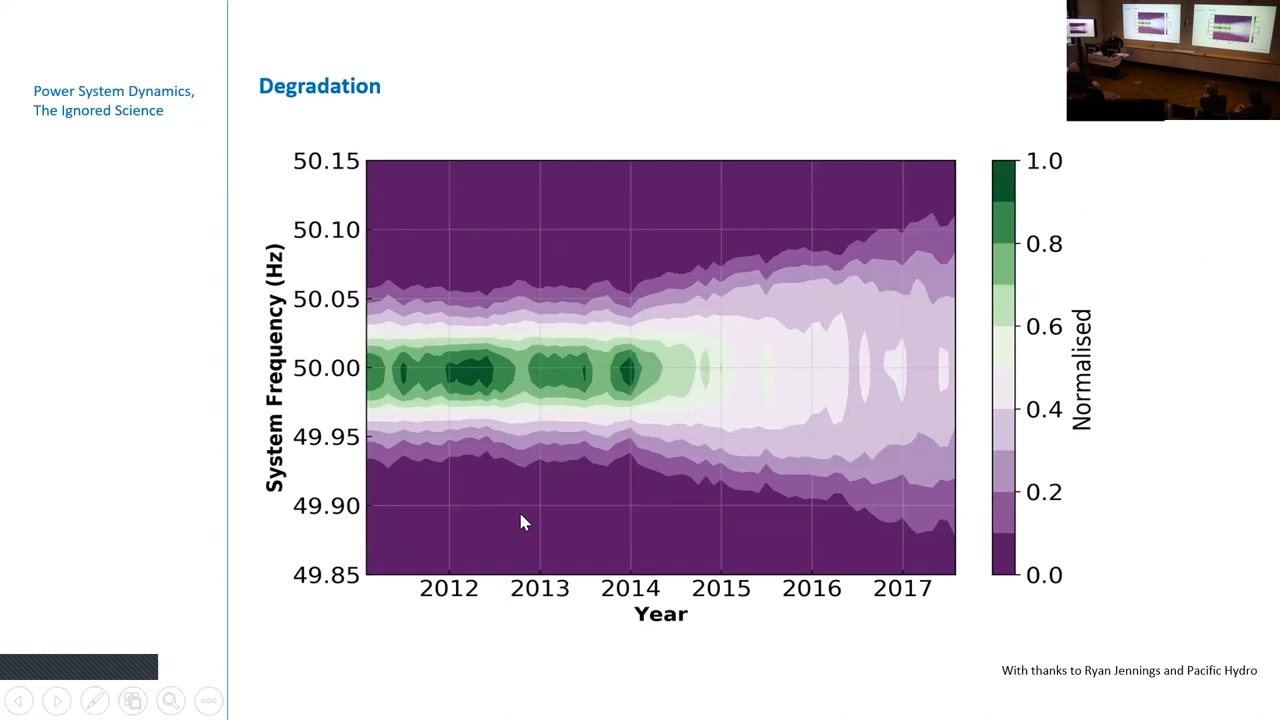 Power System Dynamics,
The Ignored Science
Degradation
50.15
50.10
50.05
50.00
49.95
49.90
49.85
System Frequency (Hz)
2012 2013 2014 2015 2016 2017
Year
1.0
0.8
0.6
0.4
0.2
0.0
Normalised
With thanks to Ryan Jennings and Pacific Hydro